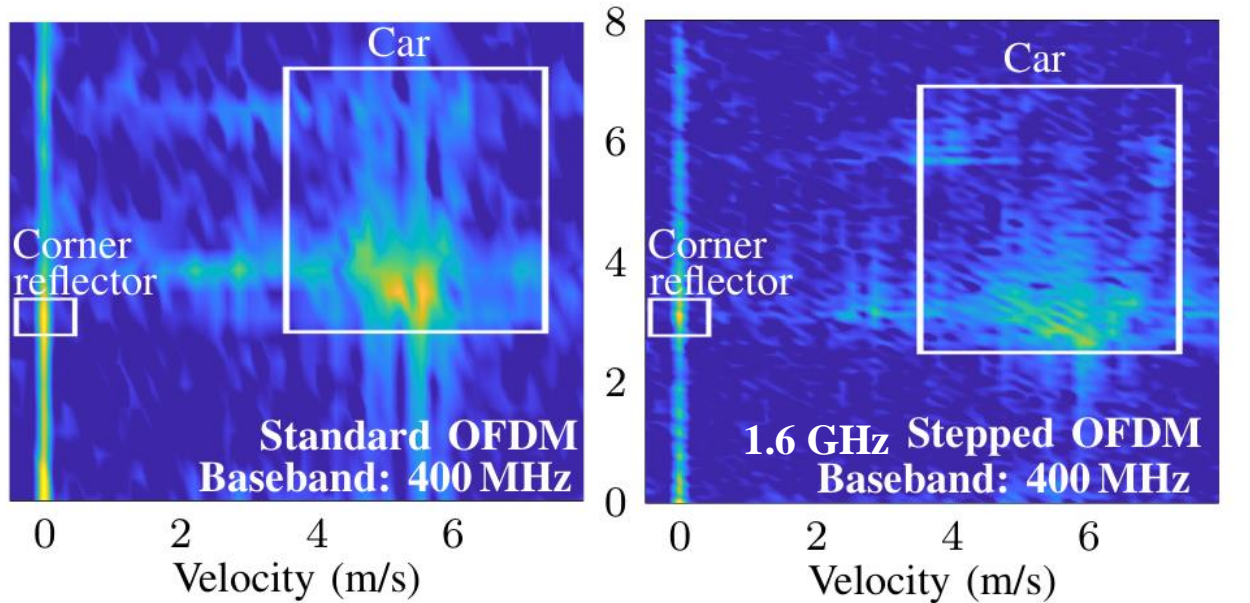 Car
Corner
reflector
Standard OFDM
Baseband: 400 MHz
0 2 4 6
Velocity (m/s)
8
6
4
2
0
Car
Corner
reflector
1.6 GHz Stepped OFDM
Baseband: 400 MHz
0 2 4 6
Velocity (m/s)